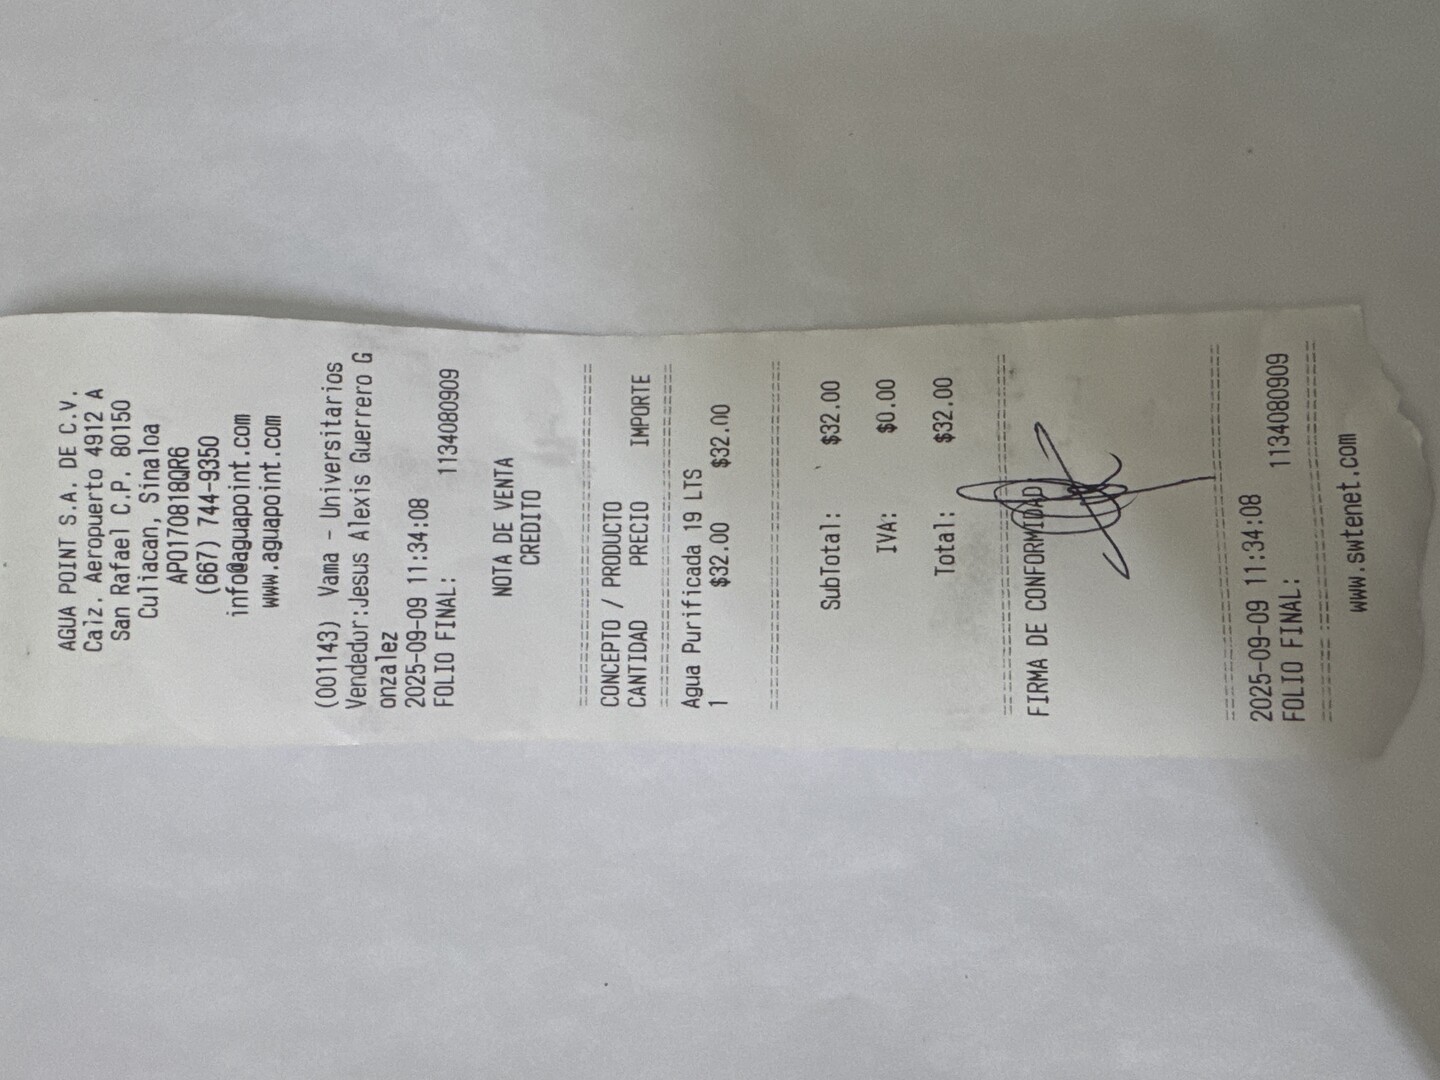 AGUA POINT S.A. DE C.V.
Calz. Aeropuerto 4912 A
San Rafael C.P. 80150
Culiacan, Sinaloa
APO170818QR6
(667) 744-9350
info@aguapoint.com
www.aguapoint.com
(001143) Vama - Universitarios
Vendedur:Jesus Alexis Guerrero G
onzalez
2025-09-09 11:34:08
FOLIO FINAL: 1134080909
NOTA DE VENTA
CREDITO
================================
CONCEPTO / PRODUCTO
CANTIDAD PRECIO IMPORTE
================================
Agua Purificada 19 LTS
1 $32.00 $32.00
================================
SubTotal: $32.00
IVA: $0.00
Total: $32.00
================================
FIRMA DE CONFORMIDAD
================================
2025-09-09 11:34:08
FOLIO FINAL: 1134080909
================================
www.swtenet.com